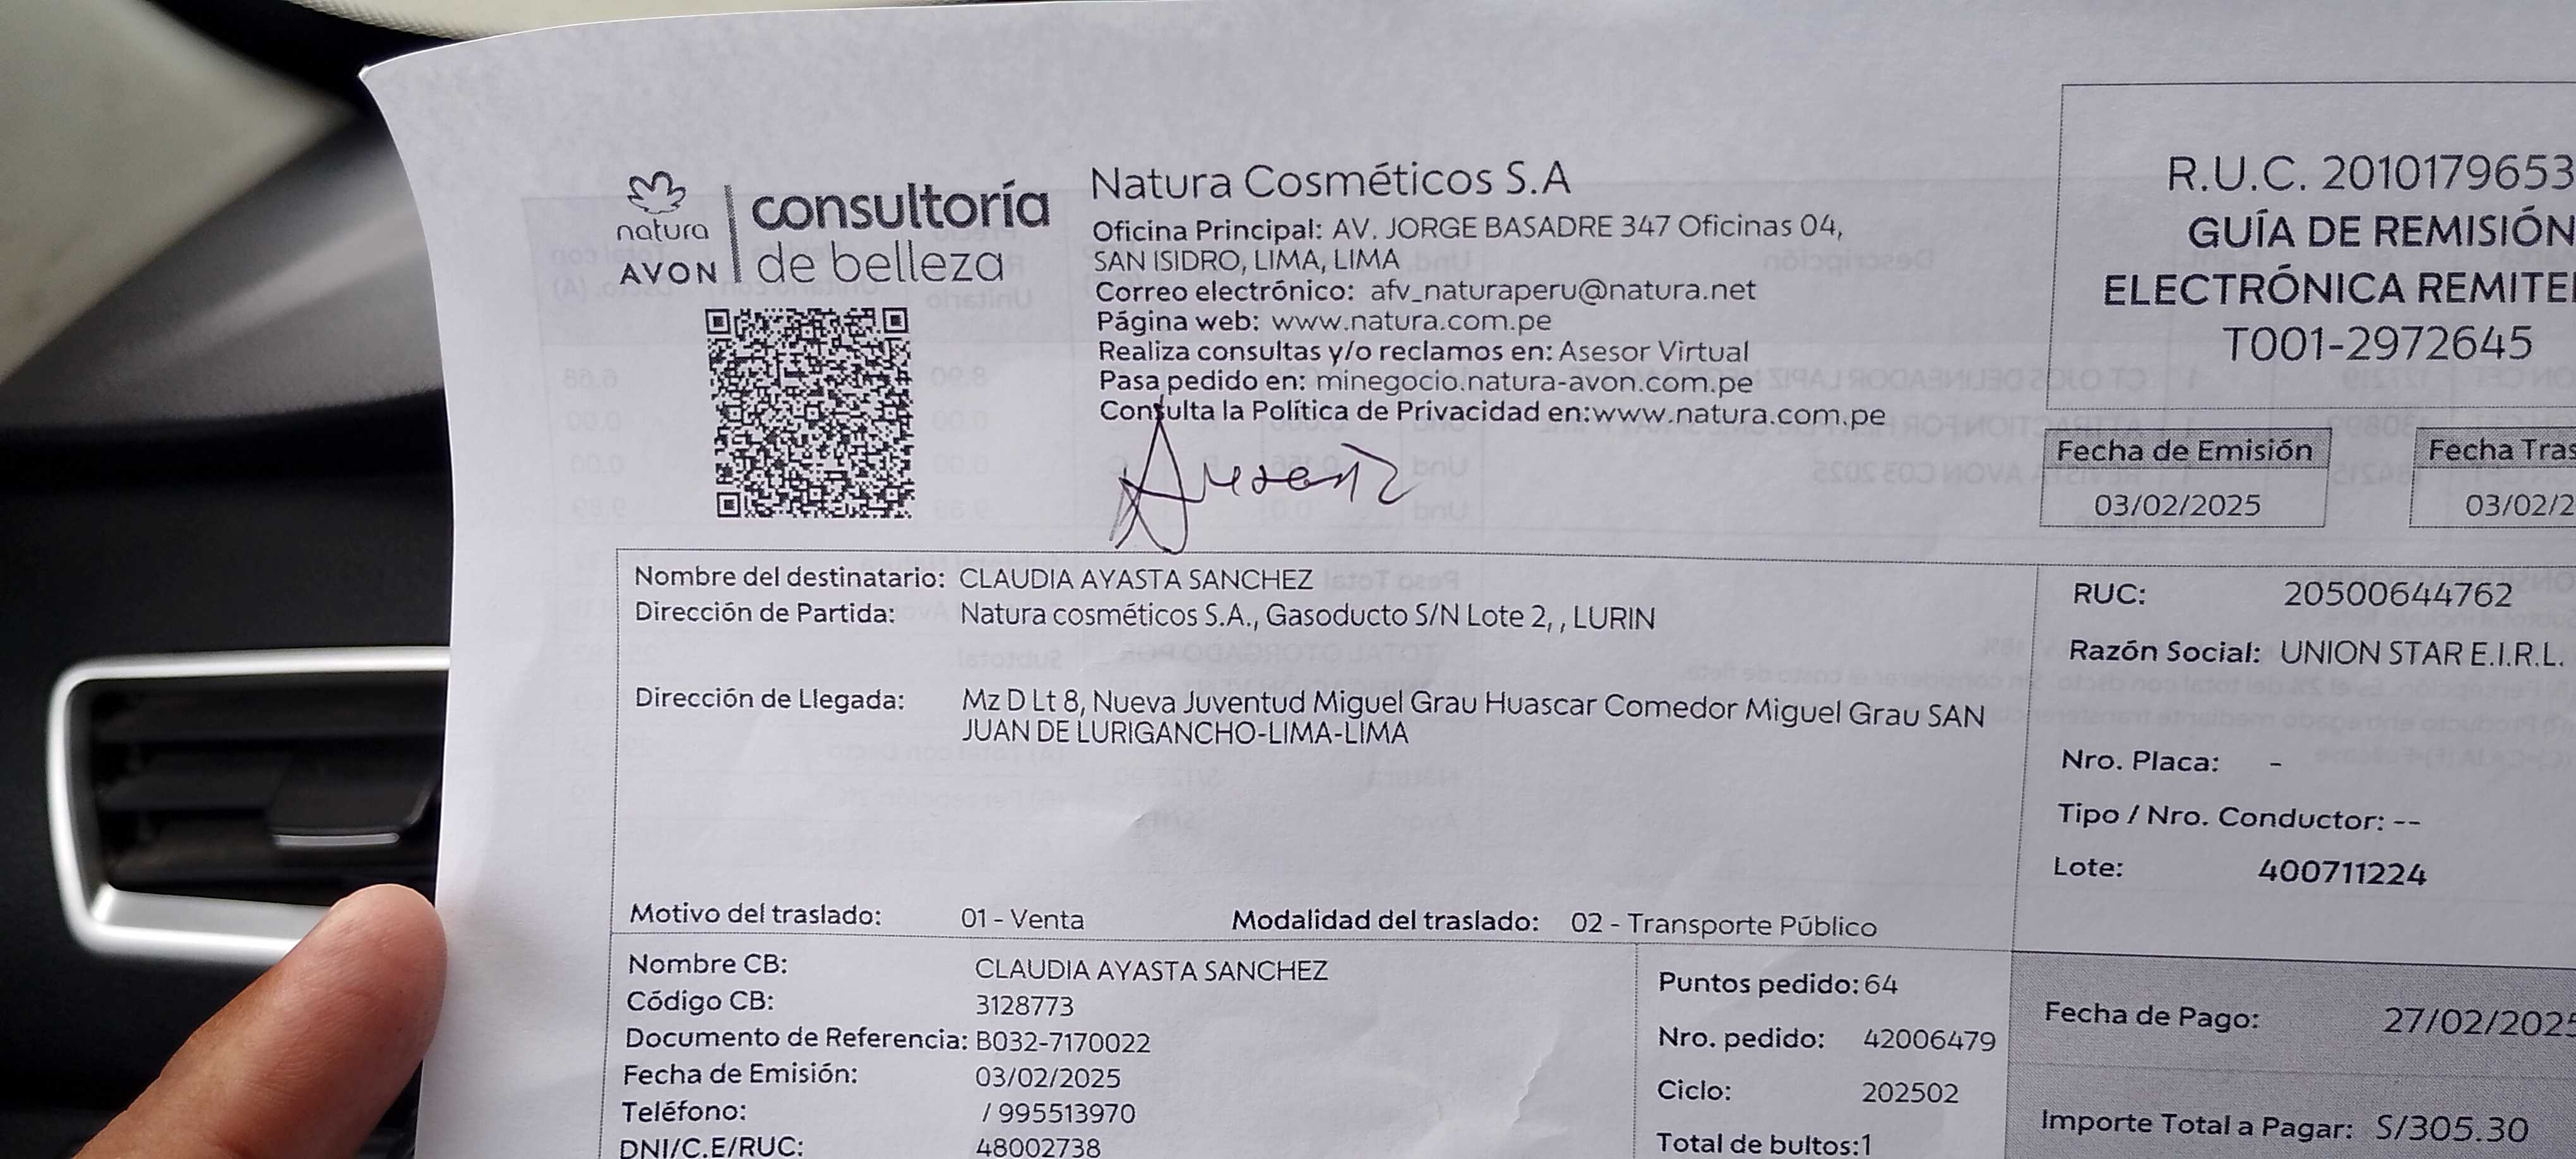 natura
AVON
consultoría
de belleza
Natura Cosméticos S.A
Oficina Principal: AV. JORGE BASADRE 347 Oficinas 04,
SAN ISIDRO, LIMA, LIMA
Correo electrónico: afv_naturaperu@natura.net
Página web: www.natura.com.pe
Realiza consultas y/o reclamos en: Asesor Virtual
Pasa pedido en: minegocio.natura-avon.com.pe
Consulta la Política de Privacidad en:www.natura.com.pe
R.U.C. 2010179653
GUÍA DE REMISIÓN
ELECTRÓNICA REMITE
T001-2972645
Fecha de Emisión
03/02/2025
Fecha Tras
03/02/2
Nombre del destinatario: CLAUDIA AYASTA SANCHEZ
Dirección de Partida: Natura cosméticos S.A., Gasoducto S/N Lote 2, , LURIN
Dirección de Llegada: Mz D Lt 8, Nueva Juventud Miguel Grau Huascar Comedor Miguel Grau SAN
JUAN DE LURIGANCHO-LIMA-LIMA
Motivo del traslado: 01 - Venta Modalidad del traslado: 02 - Transporte Público
RUC: 20500644762
Razón Social: UNION STAR E.I.R.L.
Nro. Placa: -
Tipo / Nro. Conductor: --
Lote: 400711224
Nombre CB: CLAUDIA AYASTA SANCHEZ
Código CB: 3128773
Documento de Referencia: B032-7170022
Fecha de Emisión: 03/02/2025
Teléfono: / 995513970
DNI/C.E/RUC: 48002738
Puntos pedido: 64
Nro. pedido: 42006479
Ciclo: 202502
Total de bultos:1
Fecha de Pago: 27/02/2025
Importe Total a Pagar: S/305.30